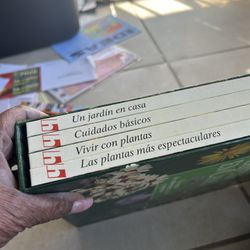 Un jardín en casa
Cuidados básicos
Vivir con plantas
Las plantas más espectaculares